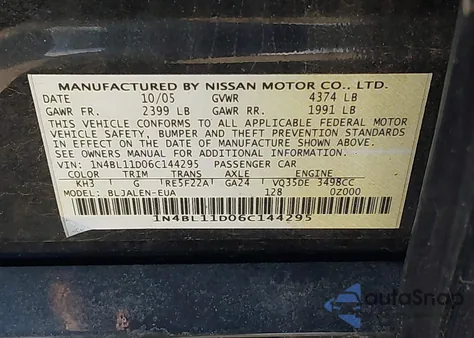 MANUFACTURED BY NISSAN MOTOR CO., LTD.
DATE 10/05 GVWR 4374 LB
GAWR FR. 2399 LB GAWR RR. 1991 LB
THIS VEHICLE CONFORMS TO ALL APPLICABLE FEDERAL MOTOR
VEHICLE SAFETY, BUMPER AND THEFT PREVENTION STANDARDS
IN EFFECT ON THE DATE OF MANUFACTURE SHOWN ABOVE.
SEE OWNERS MANUAL FOR ADDITIONAL INFORMATION.
VIN: 1N4BL11D06C144295 PASSENGER CAR
COLOR TRIM TRANS AXLE ENGINE
KH3 G RE5F22A GA24 VQ35DE 3498CC
MODEL: BLJALEN-EUA 128 0Z000
1N4BL11D06C144295
autoSnap